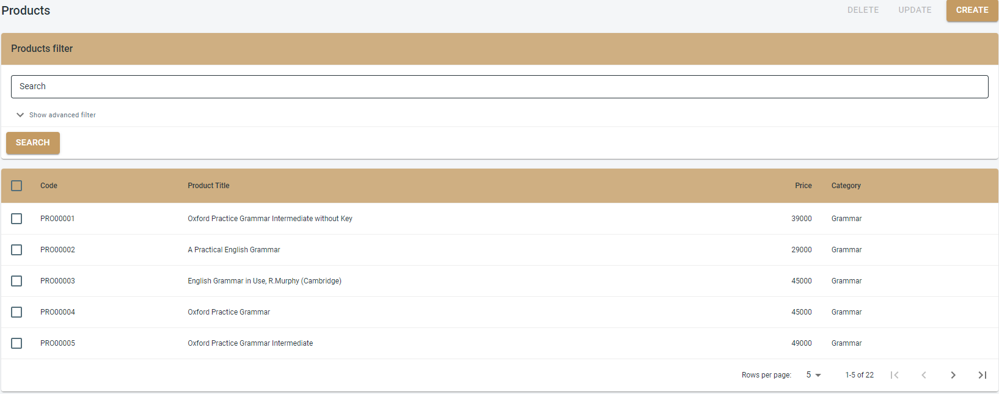 Products DELETE UPDATE CREATE
Products filter
Search
Show advanced filter
SEARCH
Code Product Title Price Category
PRO00001 Oxford Practice Grammar Intermediate without Key 39000 Grammar
PRO00002 A Practical English Grammar 29000 Grammar
PRO00003 English Grammar in Use, R.Murphy (Cambridge) 45000 Grammar
PRO00004 Oxford Practice Grammar 45000 Grammar
PRO00005 Oxford Practice Grammar Intermediate 49000 Grammar
Rows per page: 5 1-5 of 22